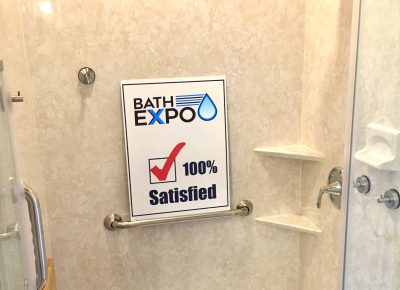 BATH
EXPO
100%
Satisfied